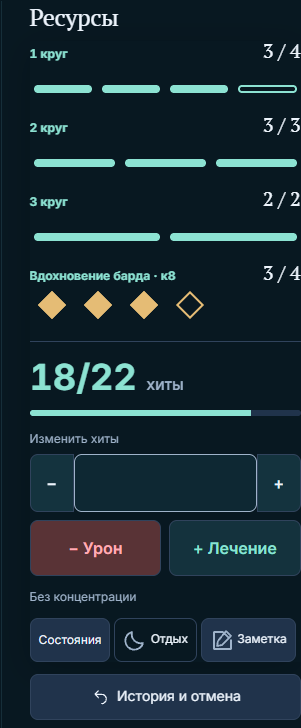 Ресурсы
1 круг 3 / 4
2 круг 3 / 3
3 круг 2 / 2
Вдохновение барда · к8 3 / 4
18/22 хиты
Изменить хиты
− +
− Урон + Лечение
Без концентрации
Состояния Отдых Заметка
История и отмена